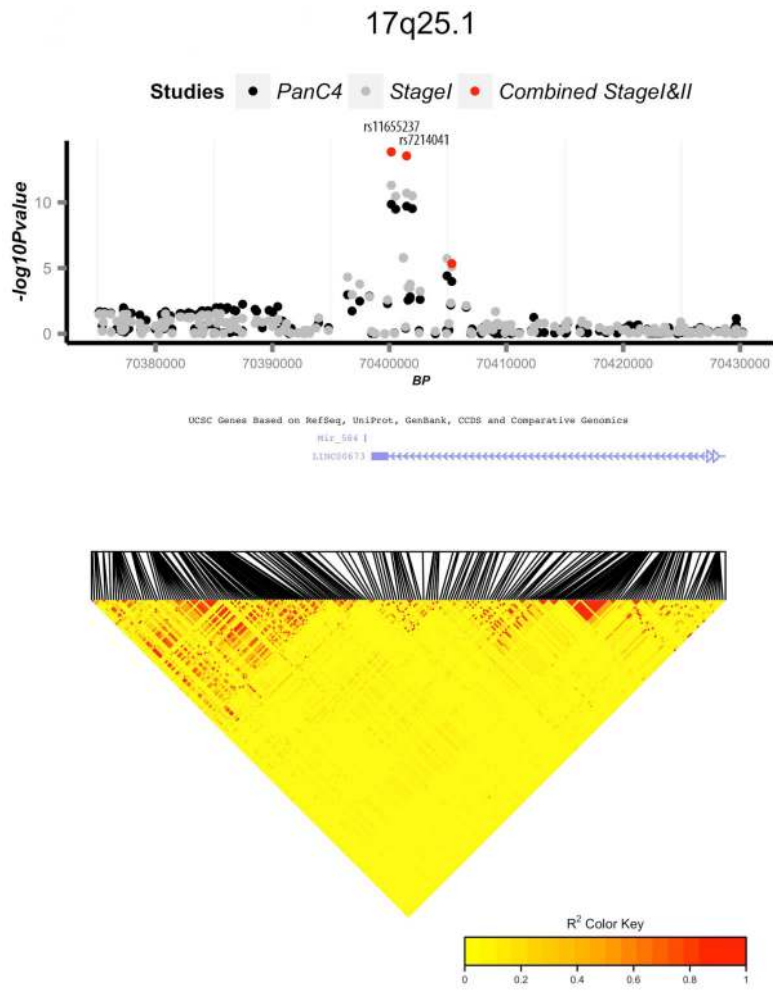 17q25.1
Studies PanC4 StageI Combined StageI&II
rs11655237
rs7214041
10
5
0
-log10Pvalue
70380000 70390000 70400000 70410000 70420000 70430000
BP
UCSC Genes Based on RefSeq, UniProt, GenBank, CCDS and Comparative Genomics
Mir_584
LINC00673
R2 Color Key
0 0.2 0.4 0.6 0.8 1